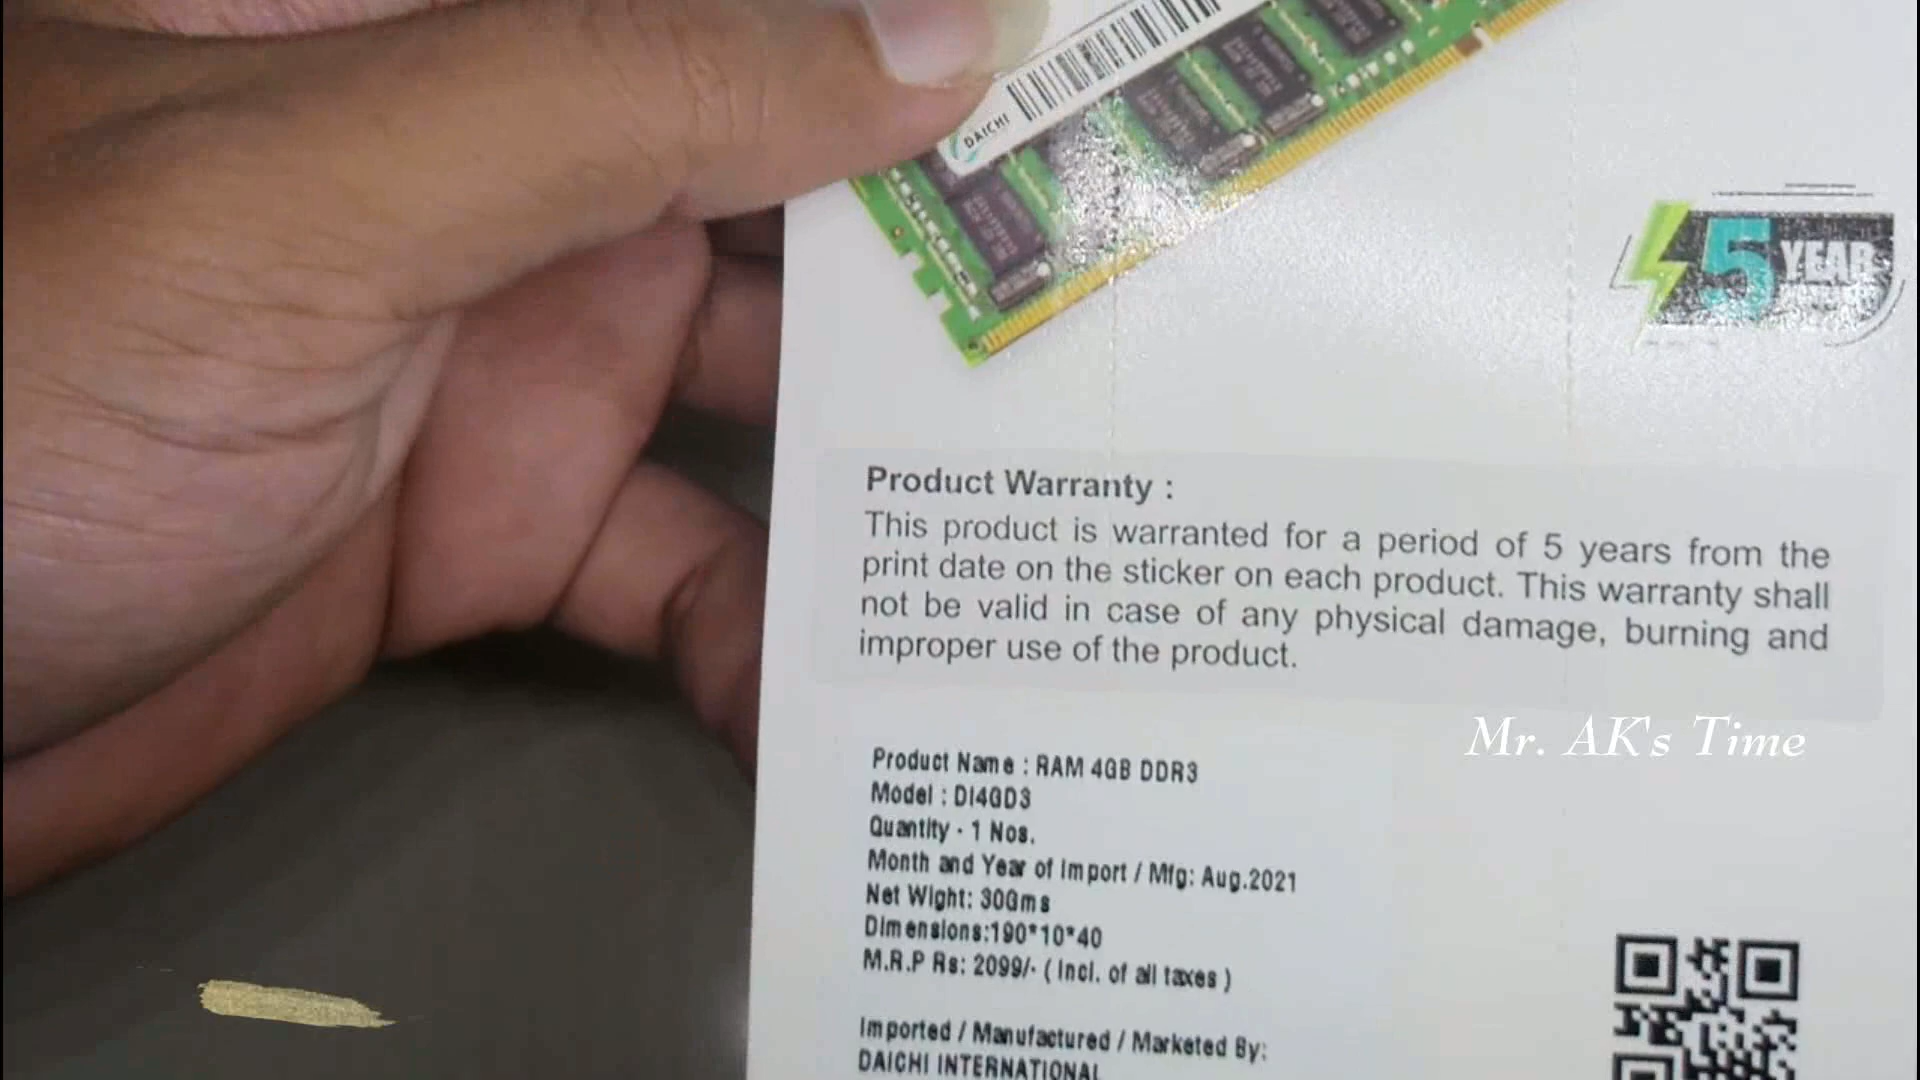 DAICHI
5 YEAR
Product Warranty :
This product is warranted for a period of 5 years from the
print date on the sticker on each product. This warranty shall
not be valid in case of any physical damage, burning and
improper use of the product.
Mr. AK's Time
Product Name : RAM 4GB DDR3
Model : DI4GD3
Quantity - 1 Nos.
Month and Year of Import / Mfg: Aug.2021
Net Wight: 30Gms
Dimensions:190*10*40
M.R.P Rs: 2099/- ( Incl. of all taxes )
Imported / Manufactured / Marketed By:
DAICHI INTERNATIONAL